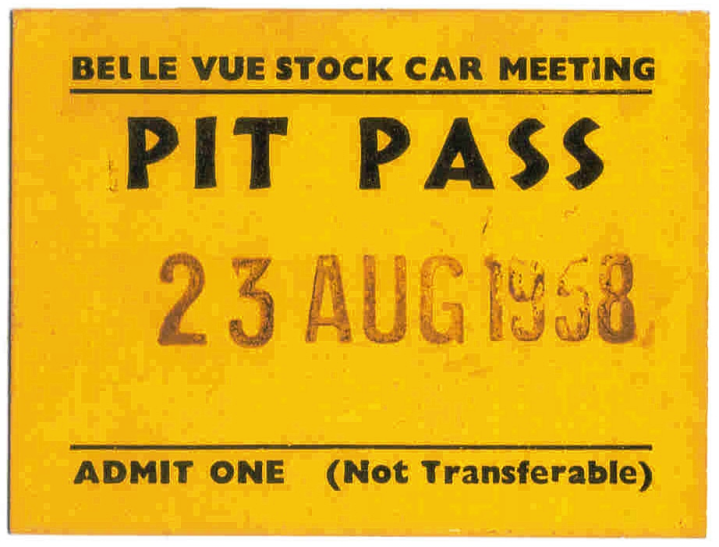 BELLE VUE STOCK CAR MEETING
PIT PASS
23 AUG 1958
ADMIT ONE (Not Transferable)